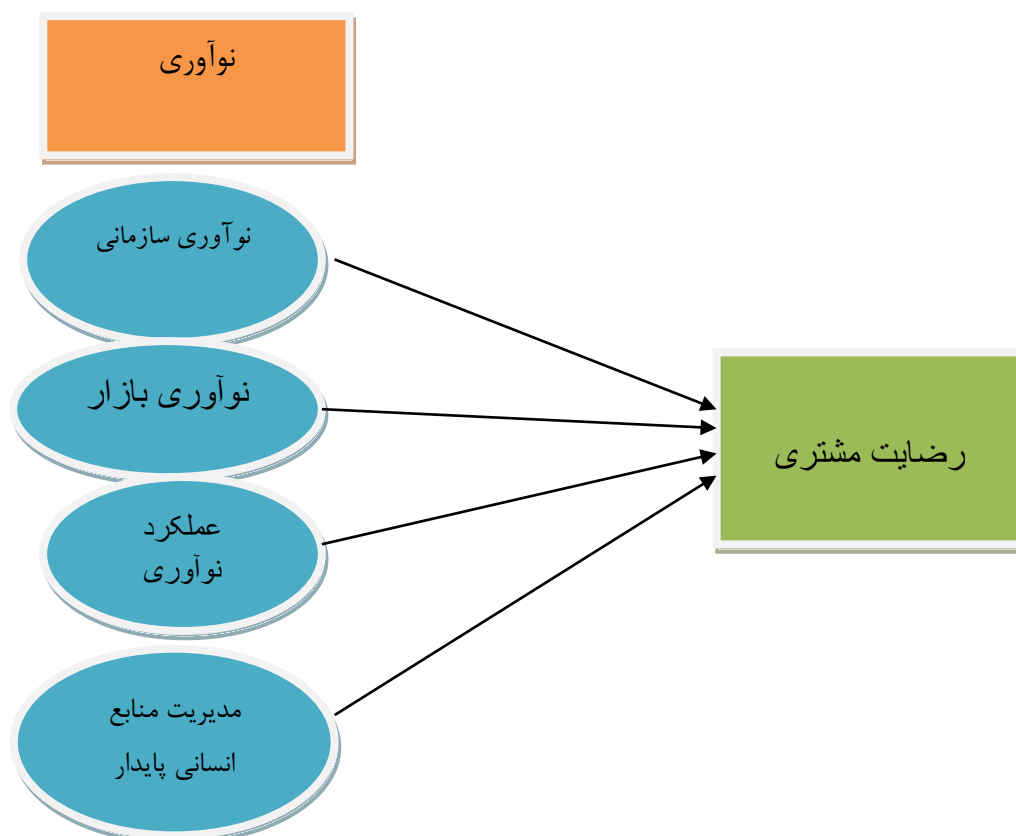 نوآوری
نوآوری سازمانی
نوآوری بازار
عملکرد
نوآوری
مدیریت منابع
انسانی پایدار
رضایت مشتری